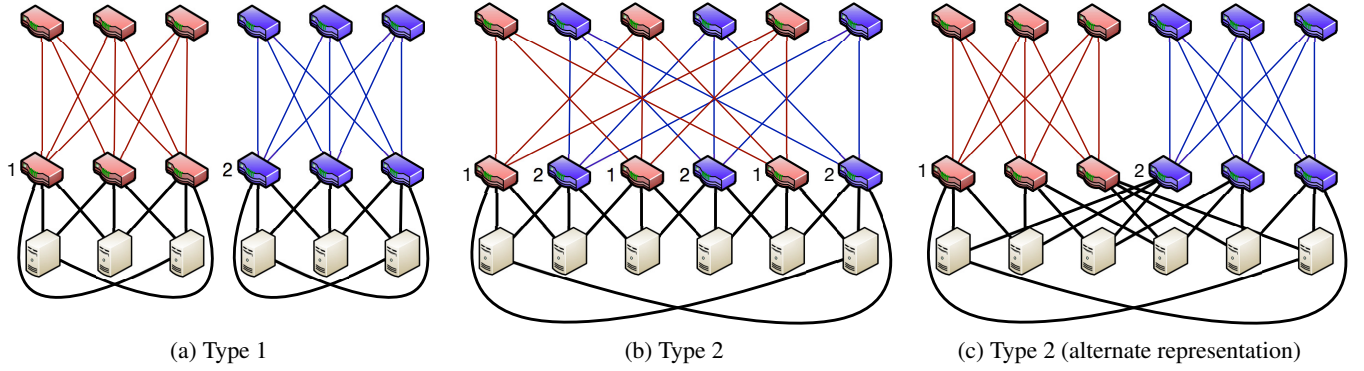 1 2 1 2 1 2 1 2 1 2
(a) Type 1 (b) Type 2 (c) Type 2 (alternate representation)